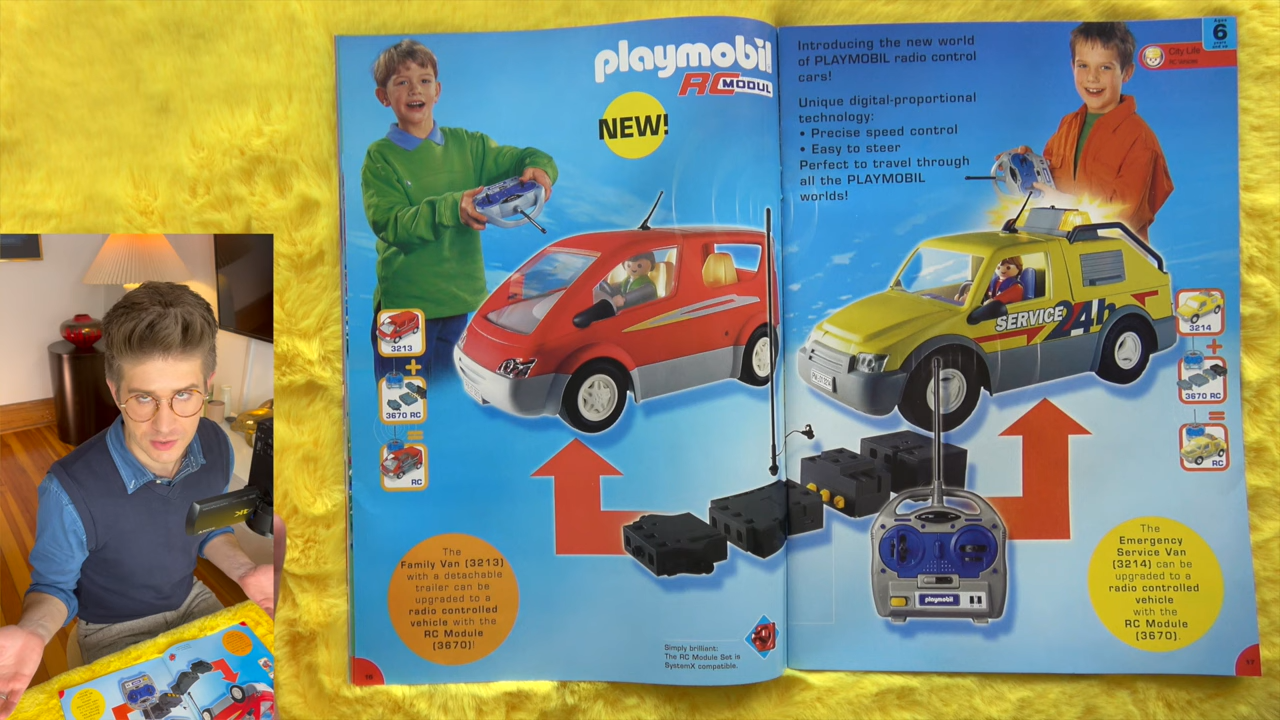 playmobil
RC MODUL
NEW!
3213
+
3670 RC
=
RC
The
Family Van (3213)
with a detachable
trailer can be
upgraded to a
radio controlled
vehicle with the
RC Module
(3670)!
Simply brilliant:
The RC Module Set is
SystemX compatible.
Introducing the new world
of PLAYMOBIL radio control
cars!
Unique digital-proportional
technology:
• Precise speed control
• Easy to steer
Perfect to travel through
all the PLAYMOBIL
worlds!
Ages
6
years
and up
City Life
SERVICE 24h
3214
+
3670 RC
=
RC
playmobil
The
Emergency
Service Van
(3214) can be
upgraded to a
radio controlled
vehicle
with the
RC Module
(3670).